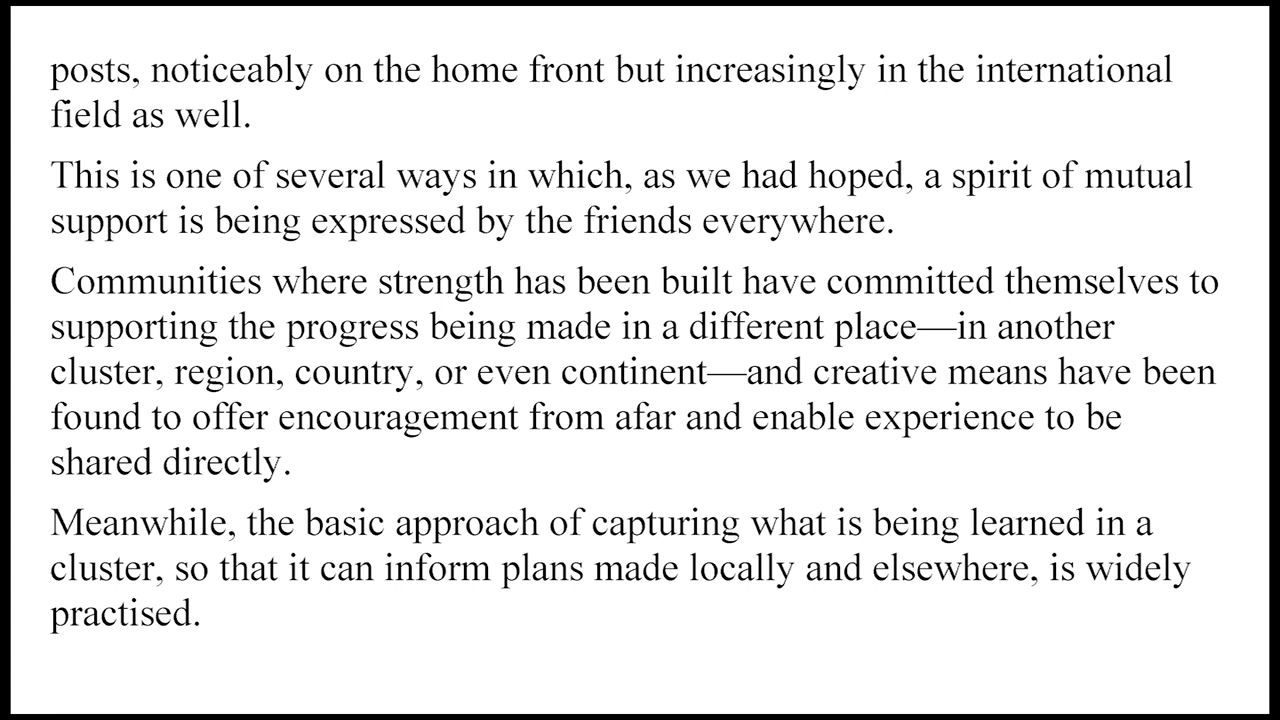 posts, noticeably on the home front but increasingly in the international
field as well.
This is one of several ways in which, as we had hoped, a spirit of mutual
support is being expressed by the friends everywhere.
Communities where strength has been built have committed themselves to
supporting the progress being made in a different place—in another
cluster, region, country, or even continent—and creative means have been
found to offer encouragement from afar and enable experience to be
shared directly.
Meanwhile, the basic approach of capturing what is being learned in a
cluster, so that it can inform plans made locally and elsewhere, is widely
practised.